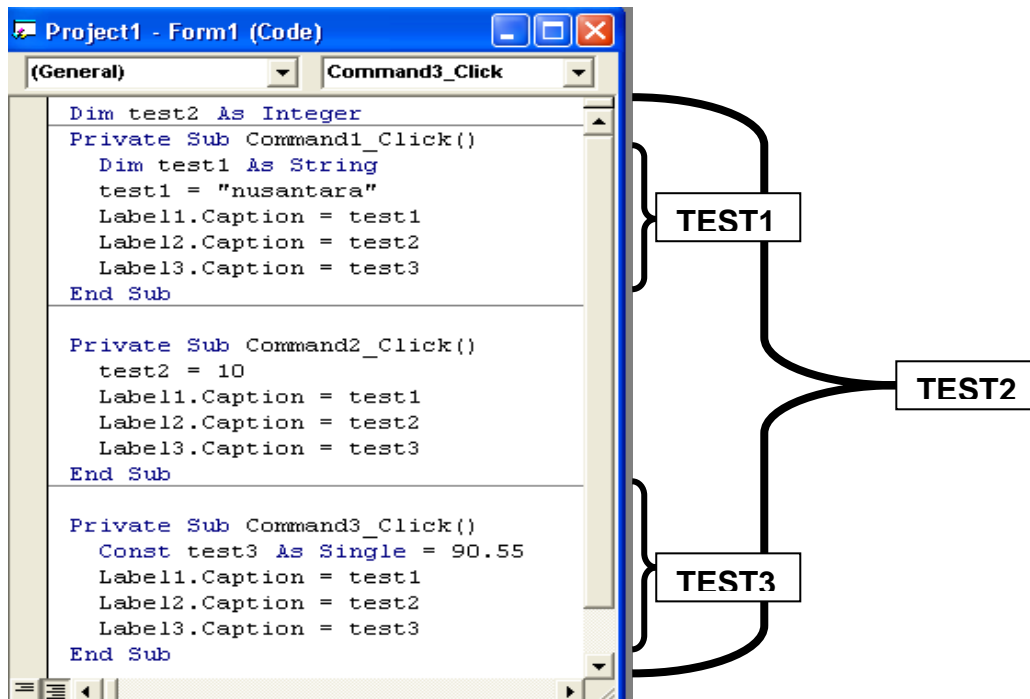 Project1 - Form1 (Code)
(General) Command3_Click
Dim test2 As Integer
Private Sub Command1_Click()
Dim test1 As String
test1 = "nusantara"
Label1.Caption = test1
Label2.Caption = test2
Label3.Caption = test3
End Sub
Private Sub Command2_Click()
test2 = 10
Label1.Caption = test1
Label2.Caption = test2
Label3.Caption = test3
End Sub
Private Sub Command3_Click()
Const test3 As Single = 90.55
Label1.Caption = test1
Label2.Caption = test2
Label3.Caption = test3
End Sub
TEST1
TEST2
TEST3